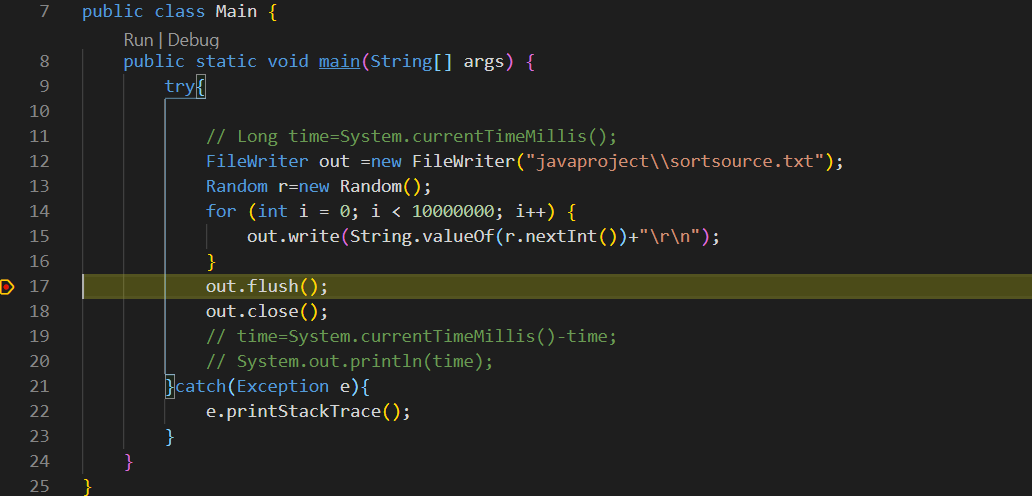 7 public class Main {
Run | Debug
8 public static void main(String[] args) {
9 try{
10
11 // Long time=System.currentTimeMillis();
12 FileWriter out =new FileWriter("javaproject\\sortsource.txt");
13 Random r=new Random();
14 for (int i = 0; i < 10000000; i++) {
15 out.write(String.valueOf(r.nextInt())+"\r\n");
16 }
17 out.flush();
18 out.close();
19 // time=System.currentTimeMillis()-time;
20 // System.out.println(time);
21 }catch(Exception e){
22 e.printStackTrace();
23 }
24 }
25 }